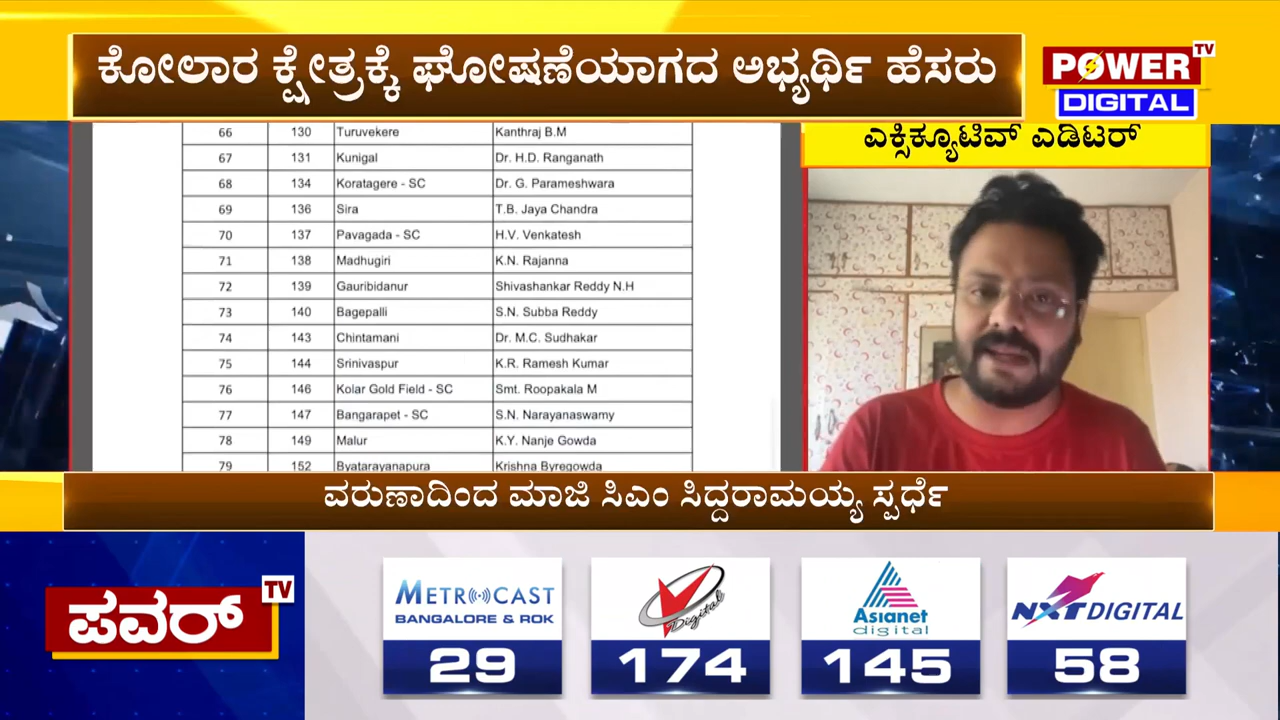 ಕೋಲಾರ ಕ್ಷೇತ್ರಕ್ಕೆ ಘೋಷಣೆಯಾಗದ ಅಭ್ಯರ್ಥಿ ಹೆಸರು
POWER TV
DIGITAL
ಎಕ್ಸಿಕ್ಯೂಟಿವ್ ಎಡಿಟರ್
66 130 Turuvekere Kanthraj B.M
67 131 Kunigal Dr. H.D. Ranganath
68 134 Koratagere - SC Dr. G. Parameshwara
69 136 Sira T.B. Jaya Chandra
70 137 Pavagada - SC H.V. Venkatesh
71 138 Madhugiri K.N. Rajanna
72 139 Gauribidanur Shivashankar Reddy N.H
73 140 Bagepalli S.N. Subba Reddy
74 143 Chintamani Dr. M.C. Sudhakar
75 144 Srinivaspur K.R. Ramesh Kumar
76 146 Kolar Gold Field - SC Smt. Roopakala M
77 147 Bangarapet - SC S.N. Narayanaswamy
78 149 Malur K.Y. Nanje Gowda
79 152 Byatarayanapura Krishna Byregowda
ವರುಣಾದಿಂದ ಮಾಜಿ ಸಿಎಂ ಸಿದ್ದರಾಮಯ್ಯ ಸ್ಪರ್ಧೆ
ಪವರ್ TV
METROCAST
BANGALORE & ROK
29
Digital
174
Asianet
digital
145
NXTDIGITAL
58